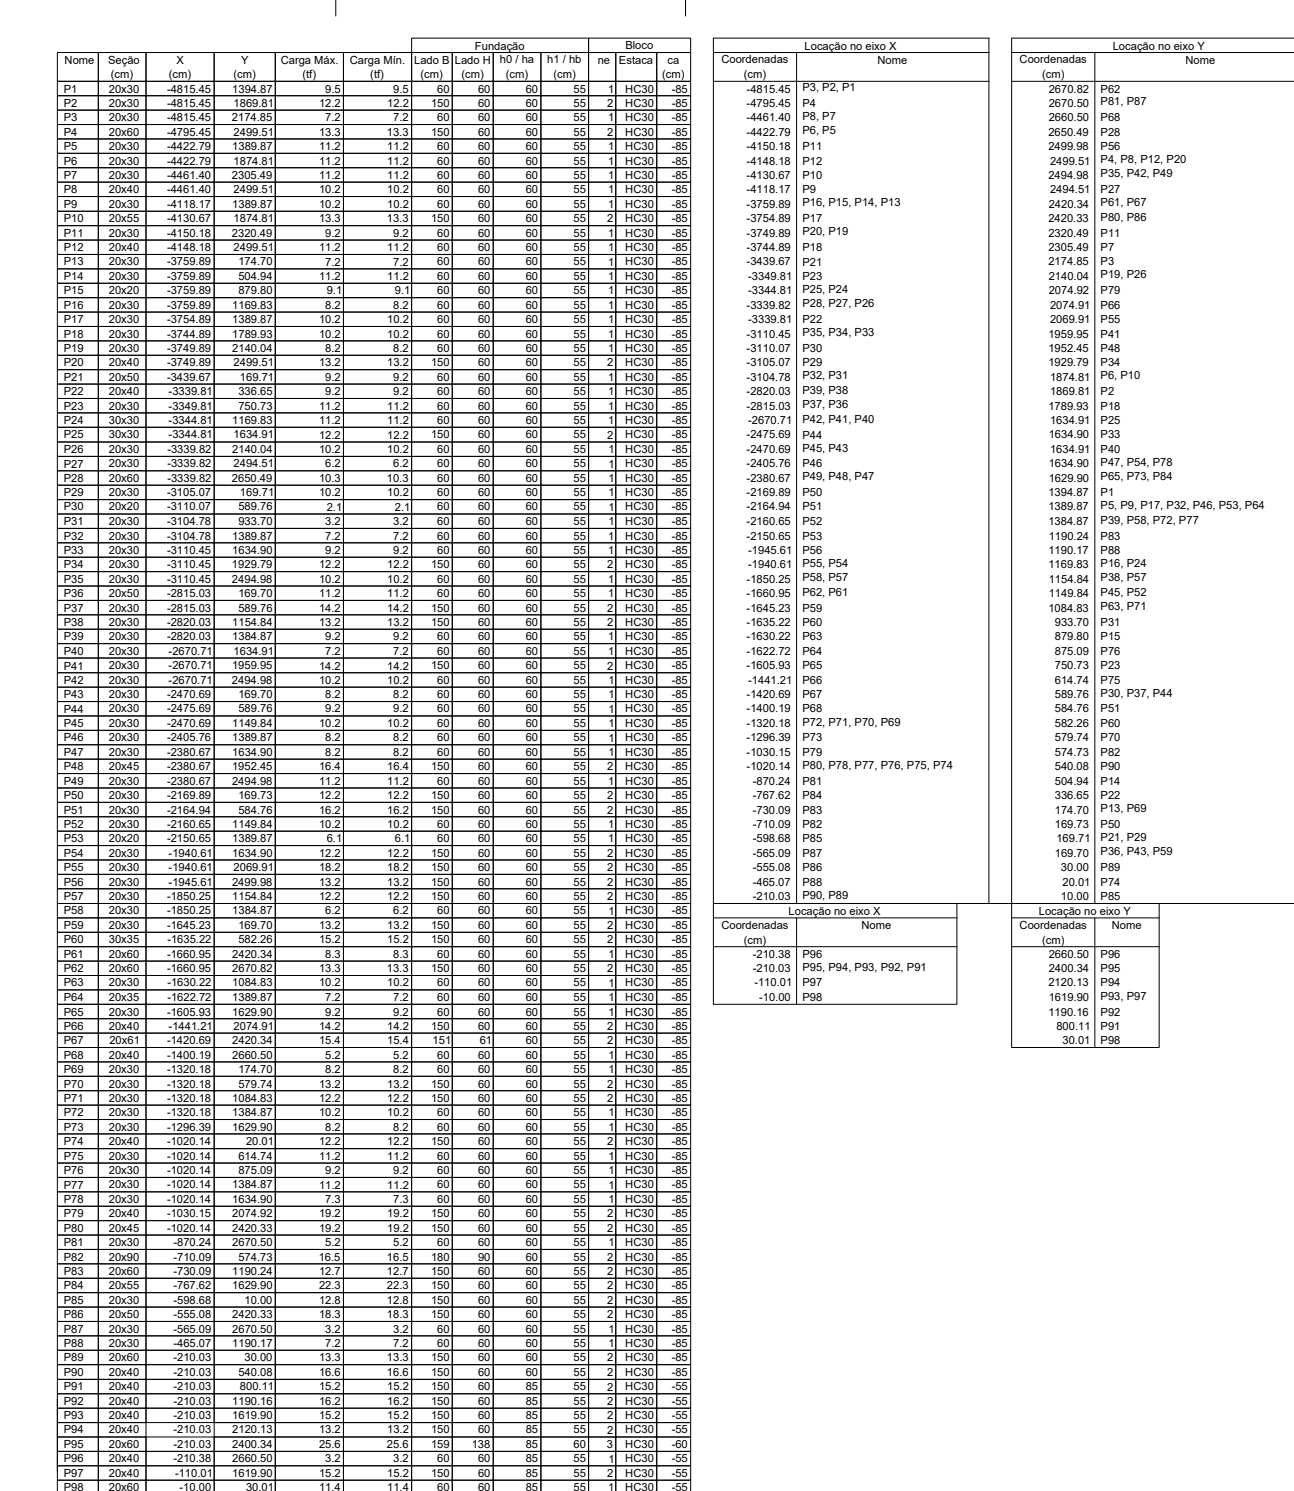 Fundação Bloco
Nome Seção X Y Carga Máx. Carga Mín. Lado B Lado H h0 / ha h1 / hb ne Estaca ca
(cm) (cm) (cm) (tf) (tf) (cm) (cm) (cm) (cm) (cm)
P1 20x30 -4815.45 1394.87 9.5 9.5 60 60 60 55 1 HC30 -85
P2 20x30 -4815.45 1869.81 12.2 12.2 150 60 60 55 2 HC30 -85
P3 20x30 -4815.45 2174.85 7.2 7.2 60 60 60 55 1 HC30 -85
P4 20x60 -4795.45 2499.51 13.3 13.3 150 60 60 55 2 HC30 -85
P5 20x30 -4422.79 1389.87 11.2 11.2 60 60 60 55 1 HC30 -85
P6 20x30 -4422.79 1874.81 11.2 11.2 60 60 60 55 1 HC30 -85
P7 20x30 -4461.40 2305.49 11.2 11.2 60 60 60 55 1 HC30 -85
P8 20x40 -4461.40 2499.51 10.2 10.2 60 60 60 55 1 HC30 -85
P9 20x30 -4118.17 1389.87 10.2 10.2 60 60 60 55 1 HC30 -85
P10 20x55 -4130.67 1874.81 13.3 13.3 150 60 60 55 2 HC30 -85
P11 20x30 -4150.18 2320.49 9.2 9.2 60 60 60 55 1 HC30 -85
P12 20x40 -4148.18 2499.51 11.2 11.2 60 60 60 55 1 HC30 -85
P13 20x30 -3759.89 174.70 7.2 7.2 60 60 60 55 1 HC30 -85
P14 20x30 -3759.89 504.94 11.2 11.2 60 60 60 55 1 HC30 -85
P15 20x20 -3759.89 879.80 9.1 9.1 60 60 60 55 1 HC30 -85
P16 20x30 -3759.89 1169.83 8.2 8.2 60 60 60 55 1 HC30 -85
P17 20x30 -3754.89 1389.87 10.2 10.2 60 60 60 55 1 HC30 -85
P18 20x30 -3744.89 1789.93 10.2 10.2 60 60 60 55 1 HC30 -85
P19 20x30 -3749.89 2140.04 8.2 8.2 60 60 60 55 1 HC30 -85
P20 20x40 -3749.89 2499.51 13.2 13.2 150 60 60 55 2 HC30 -85
P21 20x50 -3439.67 169.71 9.2 9.2 60 60 60 55 1 HC30 -85
P22 20x40 -3339.81 336.65 9.2 9.2 60 60 60 55 1 HC30 -85
P23 20x30 -3349.81 750.73 11.2 11.2 60 60 60 55 1 HC30 -85
P24 30x30 -3344.81 1169.83 11.2 11.2 60 60 60 55 1 HC30 -85
P25 30x30 -3344.81 1634.91 12.2 12.2 150 60 60 55 2 HC30 -85
P26 20x30 -3339.82 2140.04 10.2 10.2 60 60 60 55 1 HC30 -85
P27 20x30 -3339.82 2494.51 6.2 6.2 60 60 60 55 1 HC30 -85
P28 20x60 -3339.82 2650.49 10.3 10.3 60 60 60 55 1 HC30 -85
P29 20x30 -3105.07 169.71 10.2 10.2 60 60 60 55 1 HC30 -85
P30 20x20 -3110.07 589.76 2.1 2.1 60 60 60 55 1 HC30 -85
P31 20x30 -3104.78 933.70 3.2 3.2 60 60 60 55 1 HC30 -85
P32 20x30 -3104.78 1389.87 7.2 7.2 60 60 60 55 1 HC30 -85
P33 20x30 -3110.45 1634.90 9.2 9.2 60 60 60 55 1 HC30 -85
P34 20x30 -3110.45 1929.79 12.2 12.2 150 60 60 55 2 HC30 -85
P35 20x30 -3110.45 2494.98 10.2 10.2 60 60 60 55 1 HC30 -85
P36 20x50 -2815.03 169.70 11.2 11.2 60 60 60 55 1 HC30 -85
P37 20x30 -2815.03 589.76 14.2 14.2 150 60 60 55 2 HC30 -85
P38 20x30 -2820.03 1154.84 13.2 13.2 150 60 60 55 2 HC30 -85
P39 20x30 -2820.03 1384.87 9.2 9.2 60 60 60 55 1 HC30 -85
P40 20x30 -2670.71 1634.91 7.2 7.2 60 60 60 55 1 HC30 -85
P41 20x30 -2670.71 1959.95 14.2 14.2 150 60 60 55 2 HC30 -85
P42 20x30 -2670.71 2494.98 10.2 10.2 60 60 60 55 1 HC30 -85
P43 20x30 -2470.69 169.70 8.2 8.2 60 60 60 55 1 HC30 -85
P44 20x30 -2475.69 589.76 9.2 9.2 60 60 60 55 1 HC30 -85
P45 20x30 -2470.69 1149.84 10.2 10.2 60 60 60 55 1 HC30 -85
P46 20x30 -2405.76 1389.87 8.2 8.2 60 60 60 55 1 HC30 -85
P47 20x30 -2380.67 1634.90 8.2 8.2 60 60 60 55 1 HC30 -85
P48 20x45 -2380.67 1952.45 16.4 16.4 150 60 60 55 2 HC30 -85
P49 20x30 -2380.67 2494.98 11.2 11.2 60 60 60 55 1 HC30 -85
P50 20x30 -2169.89 169.73 12.2 12.2 150 60 60 55 2 HC30 -85
P51 20x30 -2164.94 584.76 16.2 16.2 150 60 60 55 2 HC30 -85
P52 20x30 -2160.65 1149.84 10.2 10.2 60 60 60 55 1 HC30 -85
P53 20x20 -2150.65 1389.87 6.1 6.1 60 60 60 55 1 HC30 -85
P54 20x30 -1940.61 1634.90 12.2 12.2 150 60 60 55 2 HC30 -85
P55 20x30 -1940.61 2069.91 18.2 18.2 150 60 60 55 2 HC30 -85
P56 20x30 -1945.61 2499.98 13.2 13.2 150 60 60 55 2 HC30 -85
P57 20x30 -1850.25 1154.84 12.2 12.2 150 60 60 55 2 HC30 -85
P58 20x30 -1850.25 1384.87 6.2 6.2 60 60 60 55 1 HC30 -85
P59 20x30 -1645.23 169.70 13.2 13.2 150 60 60 55 2 HC30 -85
P60 30x35 -1635.22 582.26 15.2 15.2 150 60 60 55 2 HC30 -85
P61 20x60 -1660.95 2420.34 8.3 8.3 60 60 60 55 1 HC30 -85
P62 20x60 -1660.95 2670.82 13.3 13.3 150 60 60 55 2 HC30 -85
P63 20x30 -1630.22 1084.83 10.2 10.2 60 60 60 55 1 HC30 -85
P64 20x35 -1622.72 1389.87 7.2 7.2 60 60 60 55 1 HC30 -85
P65 20x30 -1605.93 1629.90 9.2 9.2 60 60 60 55 1 HC30 -85
P66 20x40 -1441.21 2074.91 14.2 14.2 150 60 60 55 2 HC30 -85
P67 20x61 -1420.69 2420.34 15.4 15.4 151 61 60 55 2 HC30 -85
P68 20x40 -1400.19 2660.50 5.2 5.2 60 60 60 55 1 HC30 -85
P69 20x30 -1320.18 174.70 8.2 8.2 60 60 60 55 1 HC30 -85
P70 20x30 -1320.18 579.74 13.2 13.2 150 60 60 55 2 HC30 -85
P71 20x30 -1320.18 1084.83 12.2 12.2 150 60 60 55 2 HC30 -85
P72 20x30 -1320.18 1384.87 10.2 10.2 60 60 60 55 1 HC30 -85
P73 20x30 -1296.39 1629.90 8.2 8.2 60 60 60 55 1 HC30 -85
P74 20x40 -1020.14 20.01 12.2 12.2 150 60 60 55 2 HC30 -85
P75 20x30 -1020.14 614.74 11.2 11.2 60 60 60 55 1 HC30 -85
P76 20x30 -1020.14 875.09 9.2 9.2 60 60 60 55 1 HC30 -85
P77 20x30 -1020.14 1384.87 11.2 11.2 60 60 60 55 1 HC30 -85
P78 20x30 -1020.14 1634.90 7.3 7.3 60 60 60 55 1 HC30 -85
P79 20x40 -1030.15 2074.92 19.2 19.2 150 60 60 55 2 HC30 -85
P80 20x45 -1020.14 2420.33 19.2 19.2 150 60 60 55 2 HC30 -85
P81 20x30 -870.24 2670.50 5.2 5.2 60 60 60 55 1 HC30 -85
P82 20x90 -710.09 574.73 16.5 16.5 180 90 60 55 2 HC30 -85
P83 20x60 -730.09 1190.24 12.7 12.7 150 60 60 55 2 HC30 -85
P84 20x55 -767.62 1629.90 22.3 22.3 150 60 60 55 2 HC30 -85
P85 20x30 -598.68 10.00 12.8 12.8 150 60 60 55 2 HC30 -85
P86 20x50 -555.08 2420.33 18.3 18.3 150 60 60 55 2 HC30 -85
P87 20x30 -565.09 2670.50 3.2 3.2 60 60 60 55 1 HC30 -85
P88 20x30 -465.07 1190.17 7.2 7.2 60 60 60 55 1 HC30 -85
P89 20x60 -210.03 30.00 13.3 13.3 150 60 60 55 2 HC30 -85
P90 20x40 -210.03 540.08 16.6 16.6 150 60 60 55 2 HC30 -85
P91 20x40 -210.03 800.11 15.2 15.2 150 60 85 55 2 HC30 -55
P92 20x40 -210.03 1190.16 16.2 16.2 150 60 85 55 2 HC30 -55
P93 20x40 -210.03 1619.90 15.2 15.2 150 60 85 55 2 HC30 -55
P94 20x40 -210.03 2120.13 13.2 13.2 150 60 85 55 2 HC30 -55
P95 20x60 -210.03 2400.34 25.6 25.6 159 138 85 60 3 HC30 -60
P96 20x40 -210.38 2660.50 3.2 3.2 60 60 85 55 1 HC30 -55
P97 20x40 -110.01 1619.90 15.2 15.2 150 60 85 55 2 HC30 -55
P98 20x60 -10.00 30.01 11.4 11.4 60 60 85 55 1 HC30 -55
Locação no eixo X
Coordenadas Nome
(cm)
-4815.45 P3, P2, P1
-4795.45 P4
-4461.40 P8, P7
-4422.79 P6, P5
-4150.18 P11
-4148.18 P12
-4130.67 P10
-4118.17 P9
-3759.89 P16, P15, P14, P13
-3754.89 P17
-3749.89 P20, P19
-3744.89 P18
-3439.67 P21
-3349.81 P23
-3344.81 P25, P24
-3339.82 P28, P27, P26
-3339.81 P22
-3110.45 P35, P34, P33
-3110.07 P30
-3105.07 P29
-3104.78 P32, P31
-2820.03 P39, P38
-2815.03 P37, P36
-2670.71 P42, P41, P40
-2475.69 P44
-2470.69 P45, P43
-2405.76 P46
-2380.67 P49, P48, P47
-2169.89 P50
-2164.94 P51
-2160.65 P52
-2150.65 P53
-1945.61 P56
-1940.61 P55, P54
-1850.25 P58, P57
-1660.95 P62, P61
-1645.23 P59
-1635.22 P60
-1630.22 P63
-1622.72 P64
-1605.93 P65
-1441.21 P66
-1420.69 P67
-1400.19 P68
-1320.18 P72, P71, P70, P69
-1296.39 P73
-1030.15 P79
-1020.14 P80, P78, P77, P76, P75, P74
-870.24 P81
-767.62 P84
-730.09 P83
-710.09 P82
-598.68 P85
-565.09 P87
-555.08 P86
-465.07 P88
-210.03 P90, P89
Locação no eixo X
Coordenadas Nome
(cm)
-210.38 P96
-210.03 P95, P94, P93, P92, P91
-110.01 P97
-10.00 P98
Locação no eixo Y
Coordenadas Nome
(cm)
2670.82 P62
2670.50 P81, P87
2660.50 P68
2650.49 P28
2499.98 P56
2499.51 P4, P8, P12, P20
2494.98 P35, P42, P49
2494.51 P27
2420.34 P61, P67
2420.33 P80, P86
2320.49 P11
2305.49 P7
2174.85 P3
2140.04 P19, P26
2074.92 P79
2074.91 P66
2069.91 P55
1959.95 P41
1952.45 P48
1929.79 P34
1874.81 P6, P10
1869.81 P2
1789.93 P18
1634.91 P25
1634.90 P33
1634.91 P40
1634.90 P47, P54, P78
1629.90 P65, P73, P84
1394.87 P1
1389.87 P5, P9, P17, P32, P46, P53, P64
1384.87 P39, P58, P72, P77
1190.24 P83
1190.17 P88
1169.83 P16, P24
1154.84 P38, P57
1149.84 P45, P52
1084.83 P63, P71
933.70 P31
879.80 P15
875.09 P76
750.73 P23
614.74 P75
589.76 P30, P37, P44
584.76 P51
582.26 P60
579.74 P70
574.73 P82
540.08 P90
504.94 P14
336.65 P22
174.70 P13, P69
169.73 P50
169.71 P21, P29
169.70 P36, P43, P59
30.00 P89
20.01 P74
10.00 P85
Locação no eixo Y
Coordenadas Nome
(cm)
2660.50 P96
2400.34 P95
2120.13 P94
1619.90 P93, P97
1190.16 P92
800.11 P91
30.01 P98